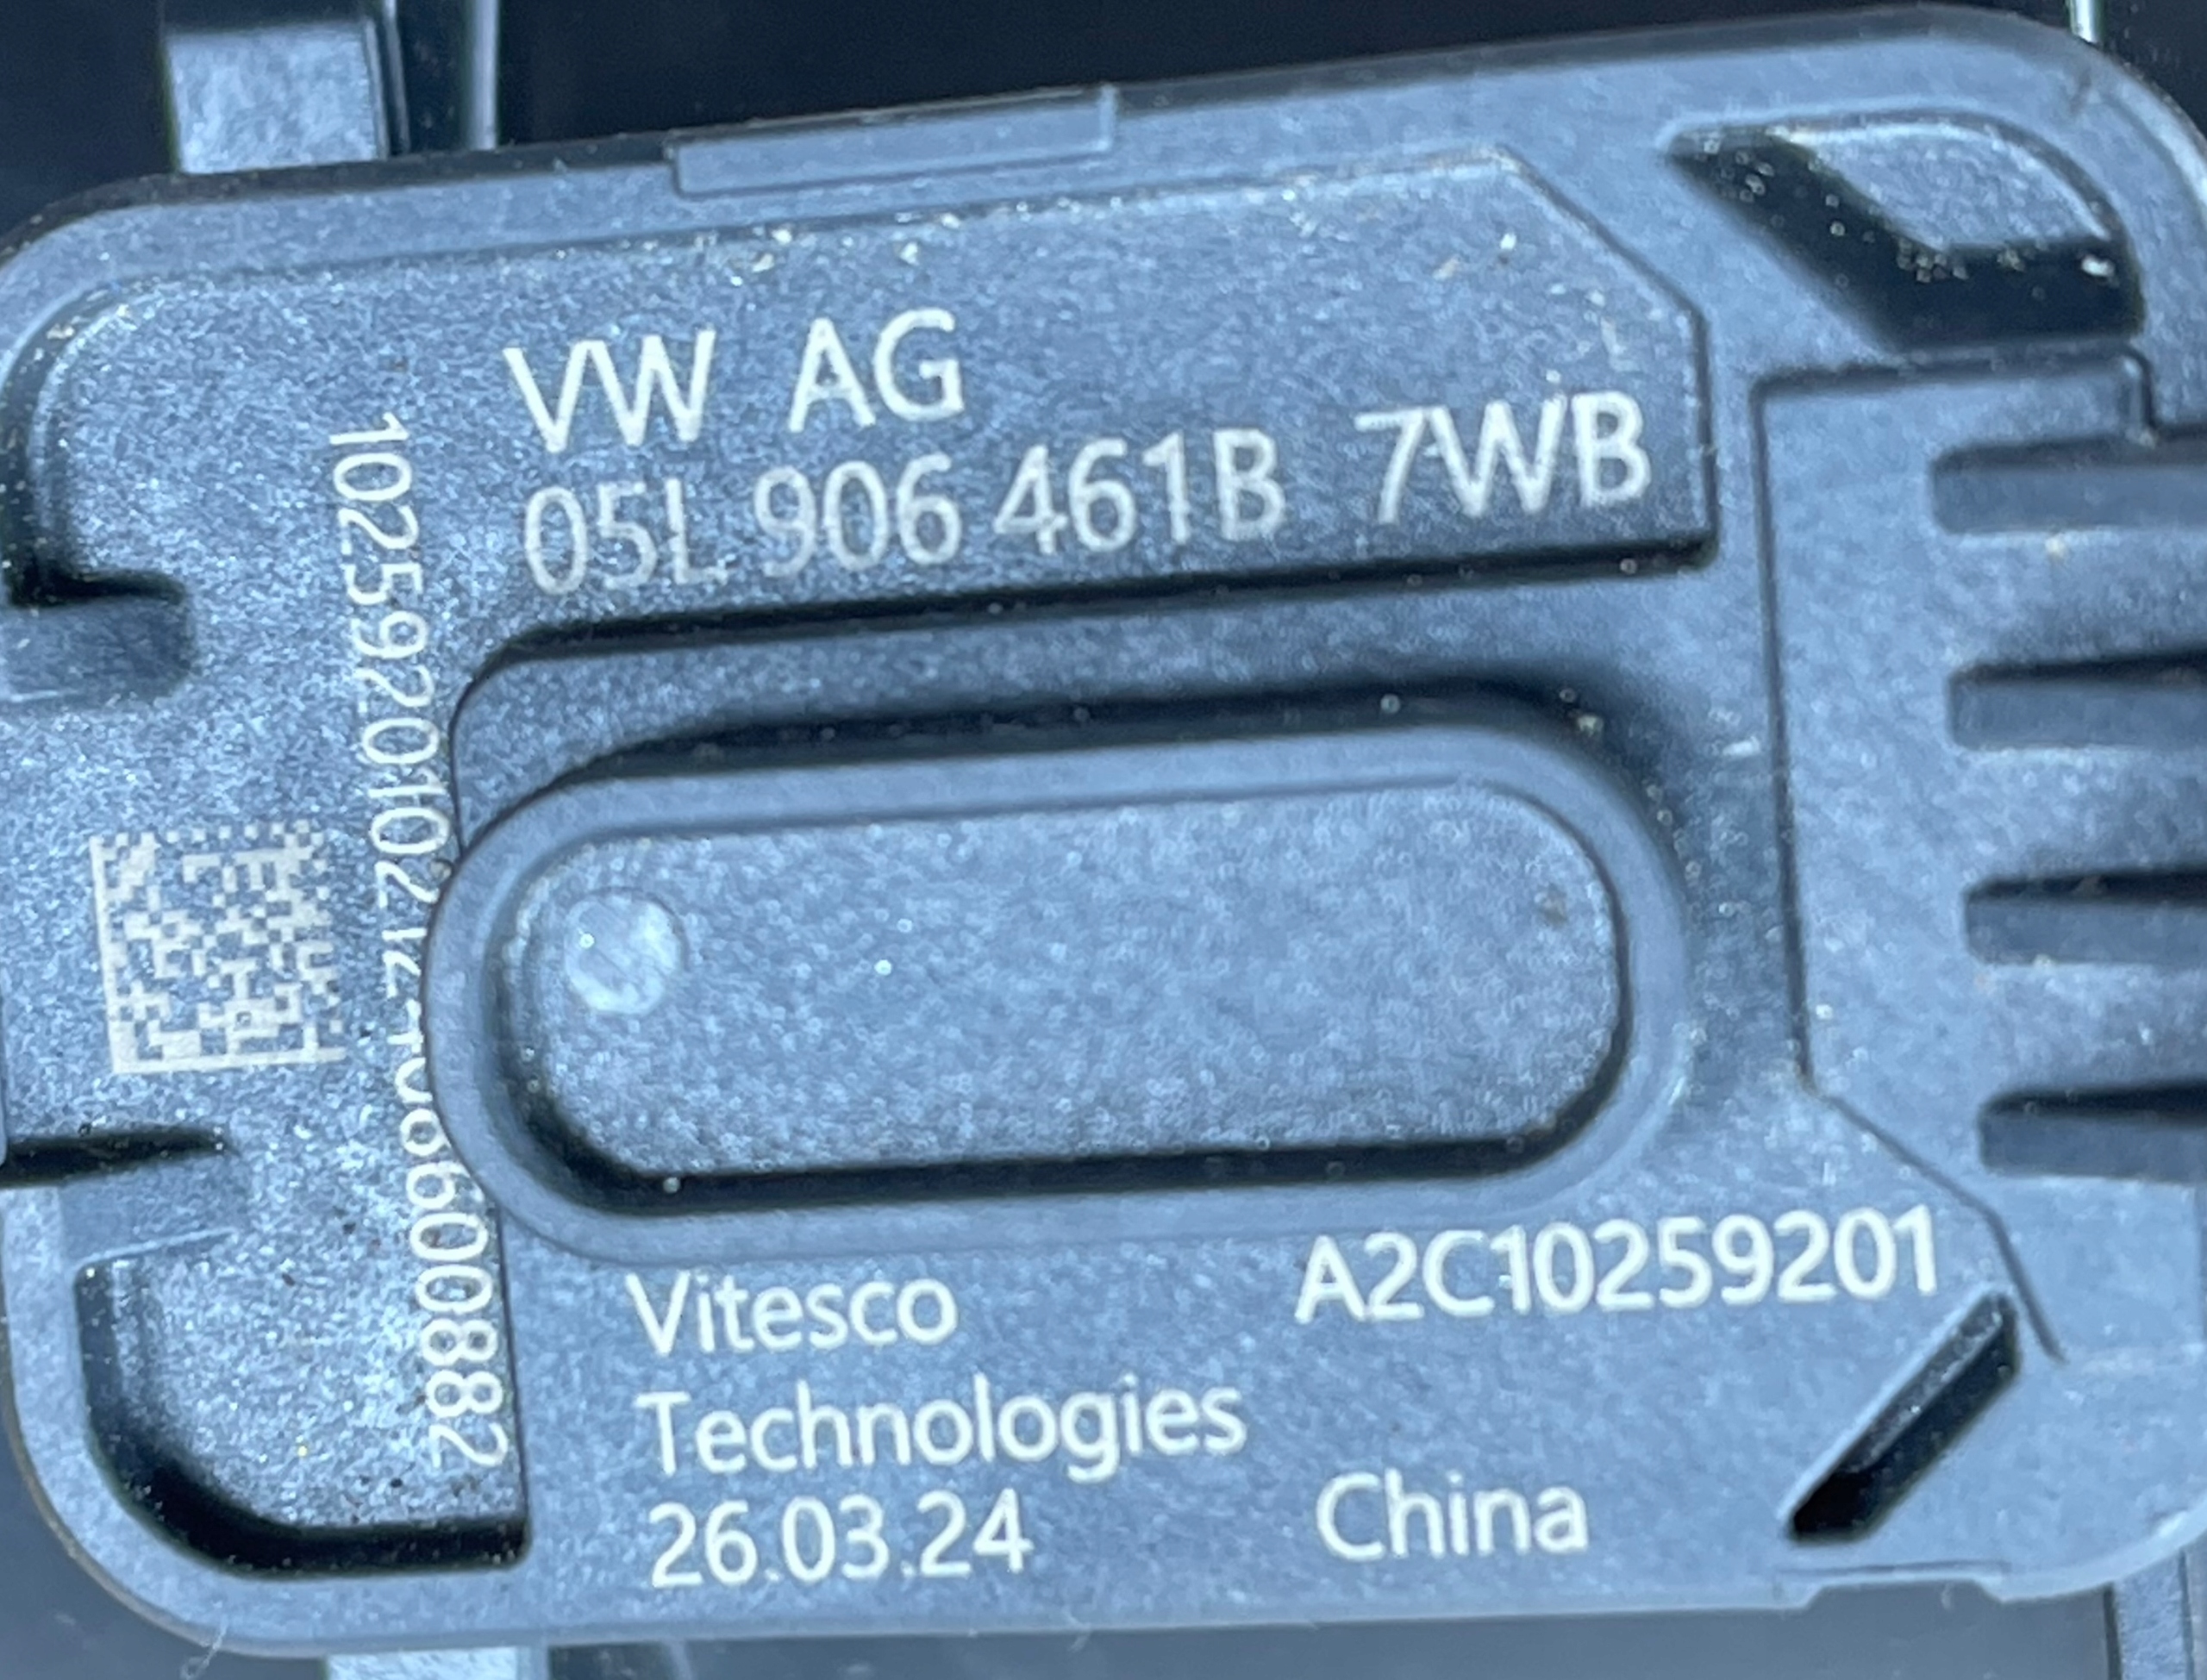 VW AG
05L 906 461B 7WB
Vitesco A2C10259201
Technologies
26.03.24 China